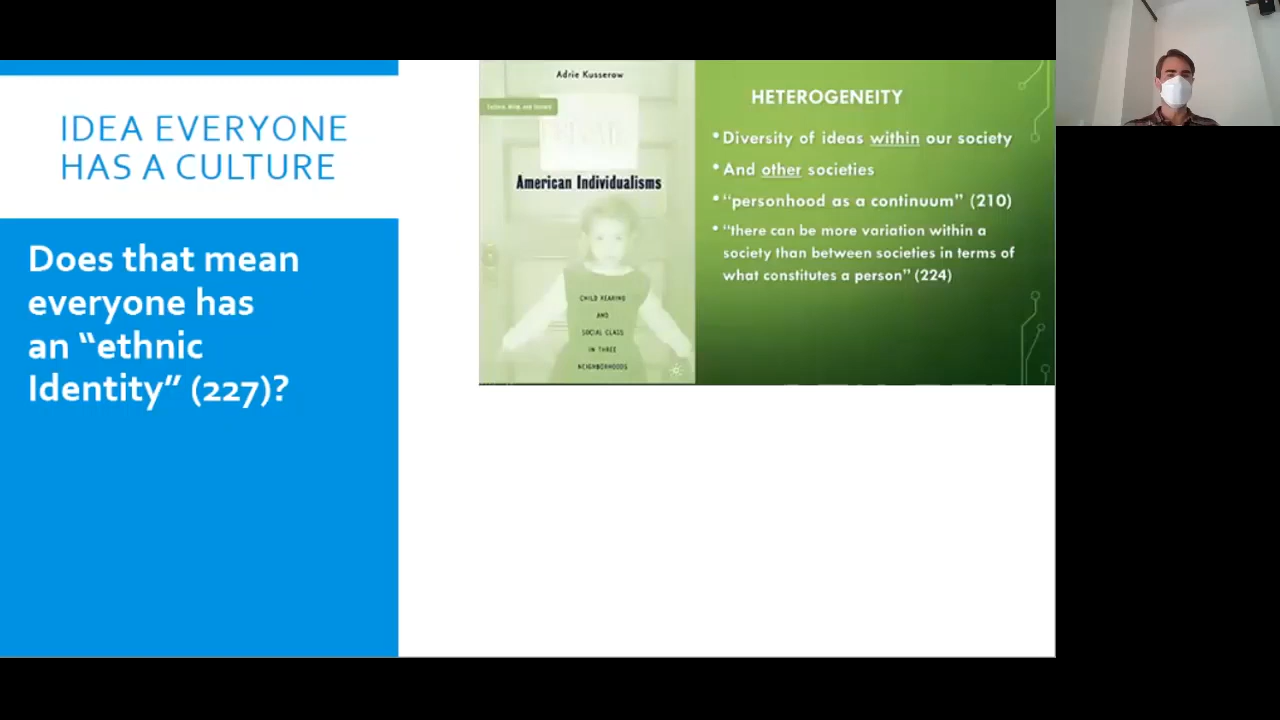 IDEA EVERYONE
HAS A CULTURE
Does that mean
everyone has
an “ethnic
Identity” (227)?
Adrie Kusserow
American Individualisms
CHILD REARING
AND
SOCIAL CLASS
IN THREE
NEIGHBORHOODS
HETEROGENEITY
•Diversity of ideas within our society
•And other societies
•“personhood as a continuum” (210)
•“there can be more variation within a
society than between societies in terms of
what constitutes a person” (224)